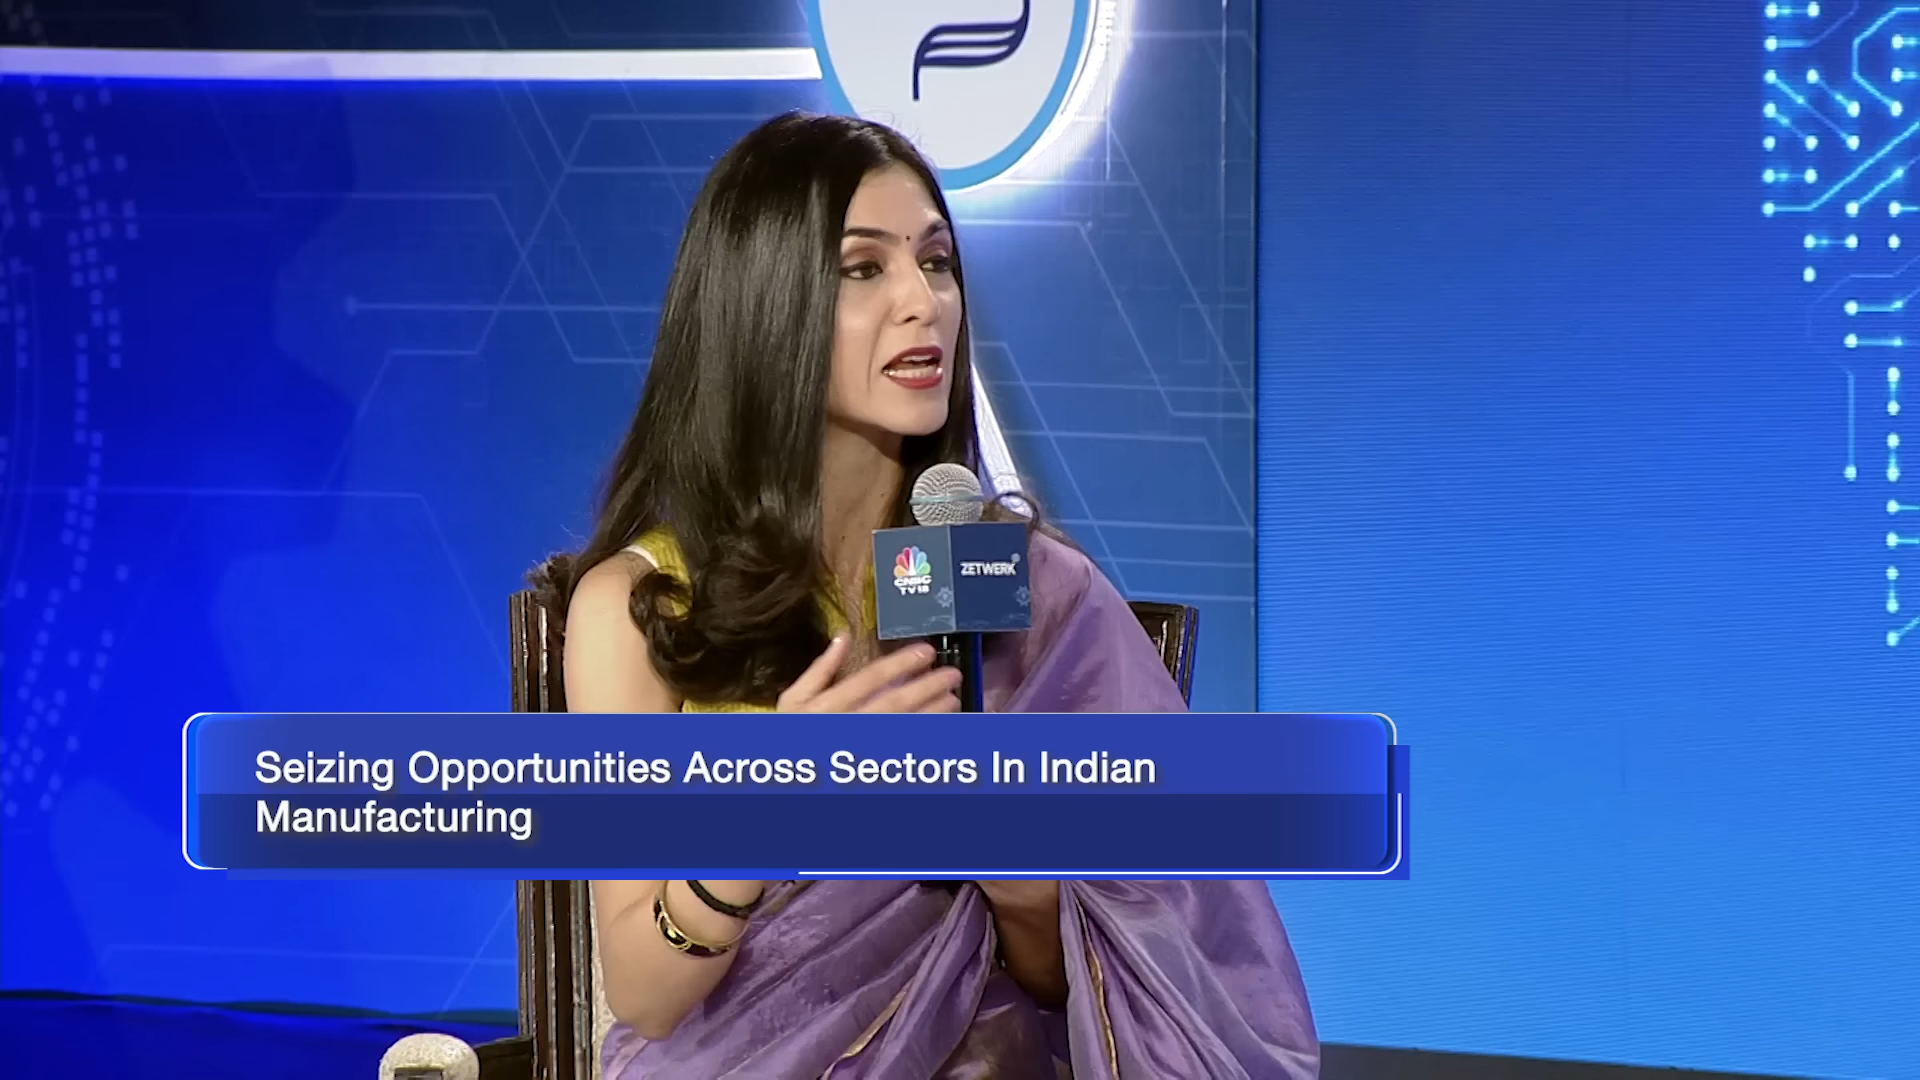 CNBC
TV18
ZETWERK
Seizing Opportunities Across Sectors In Indian
Manufacturing